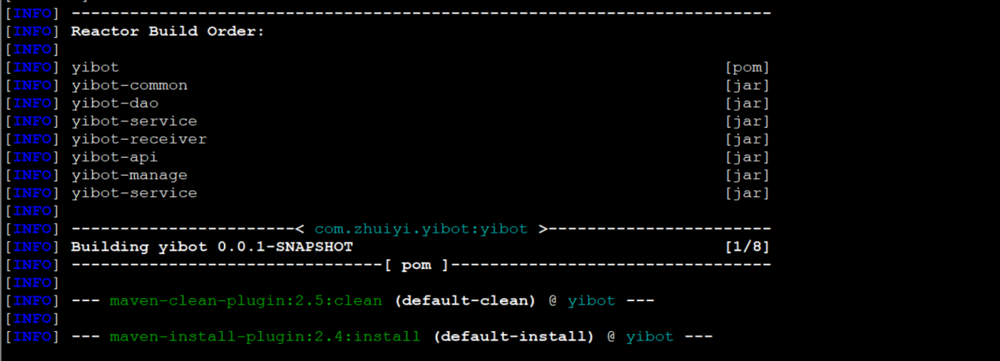 [INFO] ------------------------------------------------------------------------
[INFO] Reactor Build Order:
[INFO]
[INFO] yibot [pom]
[INFO] yibot-common [jar]
[INFO] yibot-dao [jar]
[INFO] yibot-service [jar]
[INFO] yibot-receiver [jar]
[INFO] yibot-api [jar]
[INFO] yibot-manage [jar]
[INFO] yibot-service [jar]
[INFO]
[INFO] -----------------------< com.zhuiyi.yibot:yibot >-----------------------
[INFO] Building yibot 0.0.1-SNAPSHOT [1/8]
[INFO] --------------------------------[ pom ]---------------------------------
[INFO]
[INFO] --- maven-clean-plugin:2.5:clean (default-clean) @ yibot ---
[INFO]
[INFO] --- maven-install-plugin:2.4:install (default-install) @ yibot ---